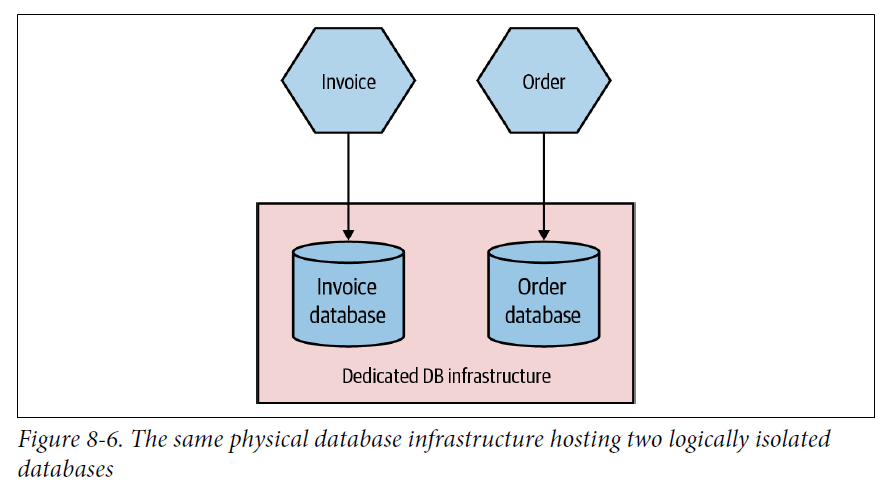 Invoice
Order
Invoice
database
Order
database
Dedicated DB infrastructure
Figure 8-6. The same physical database infrastructure hosting two logically isolated
databases